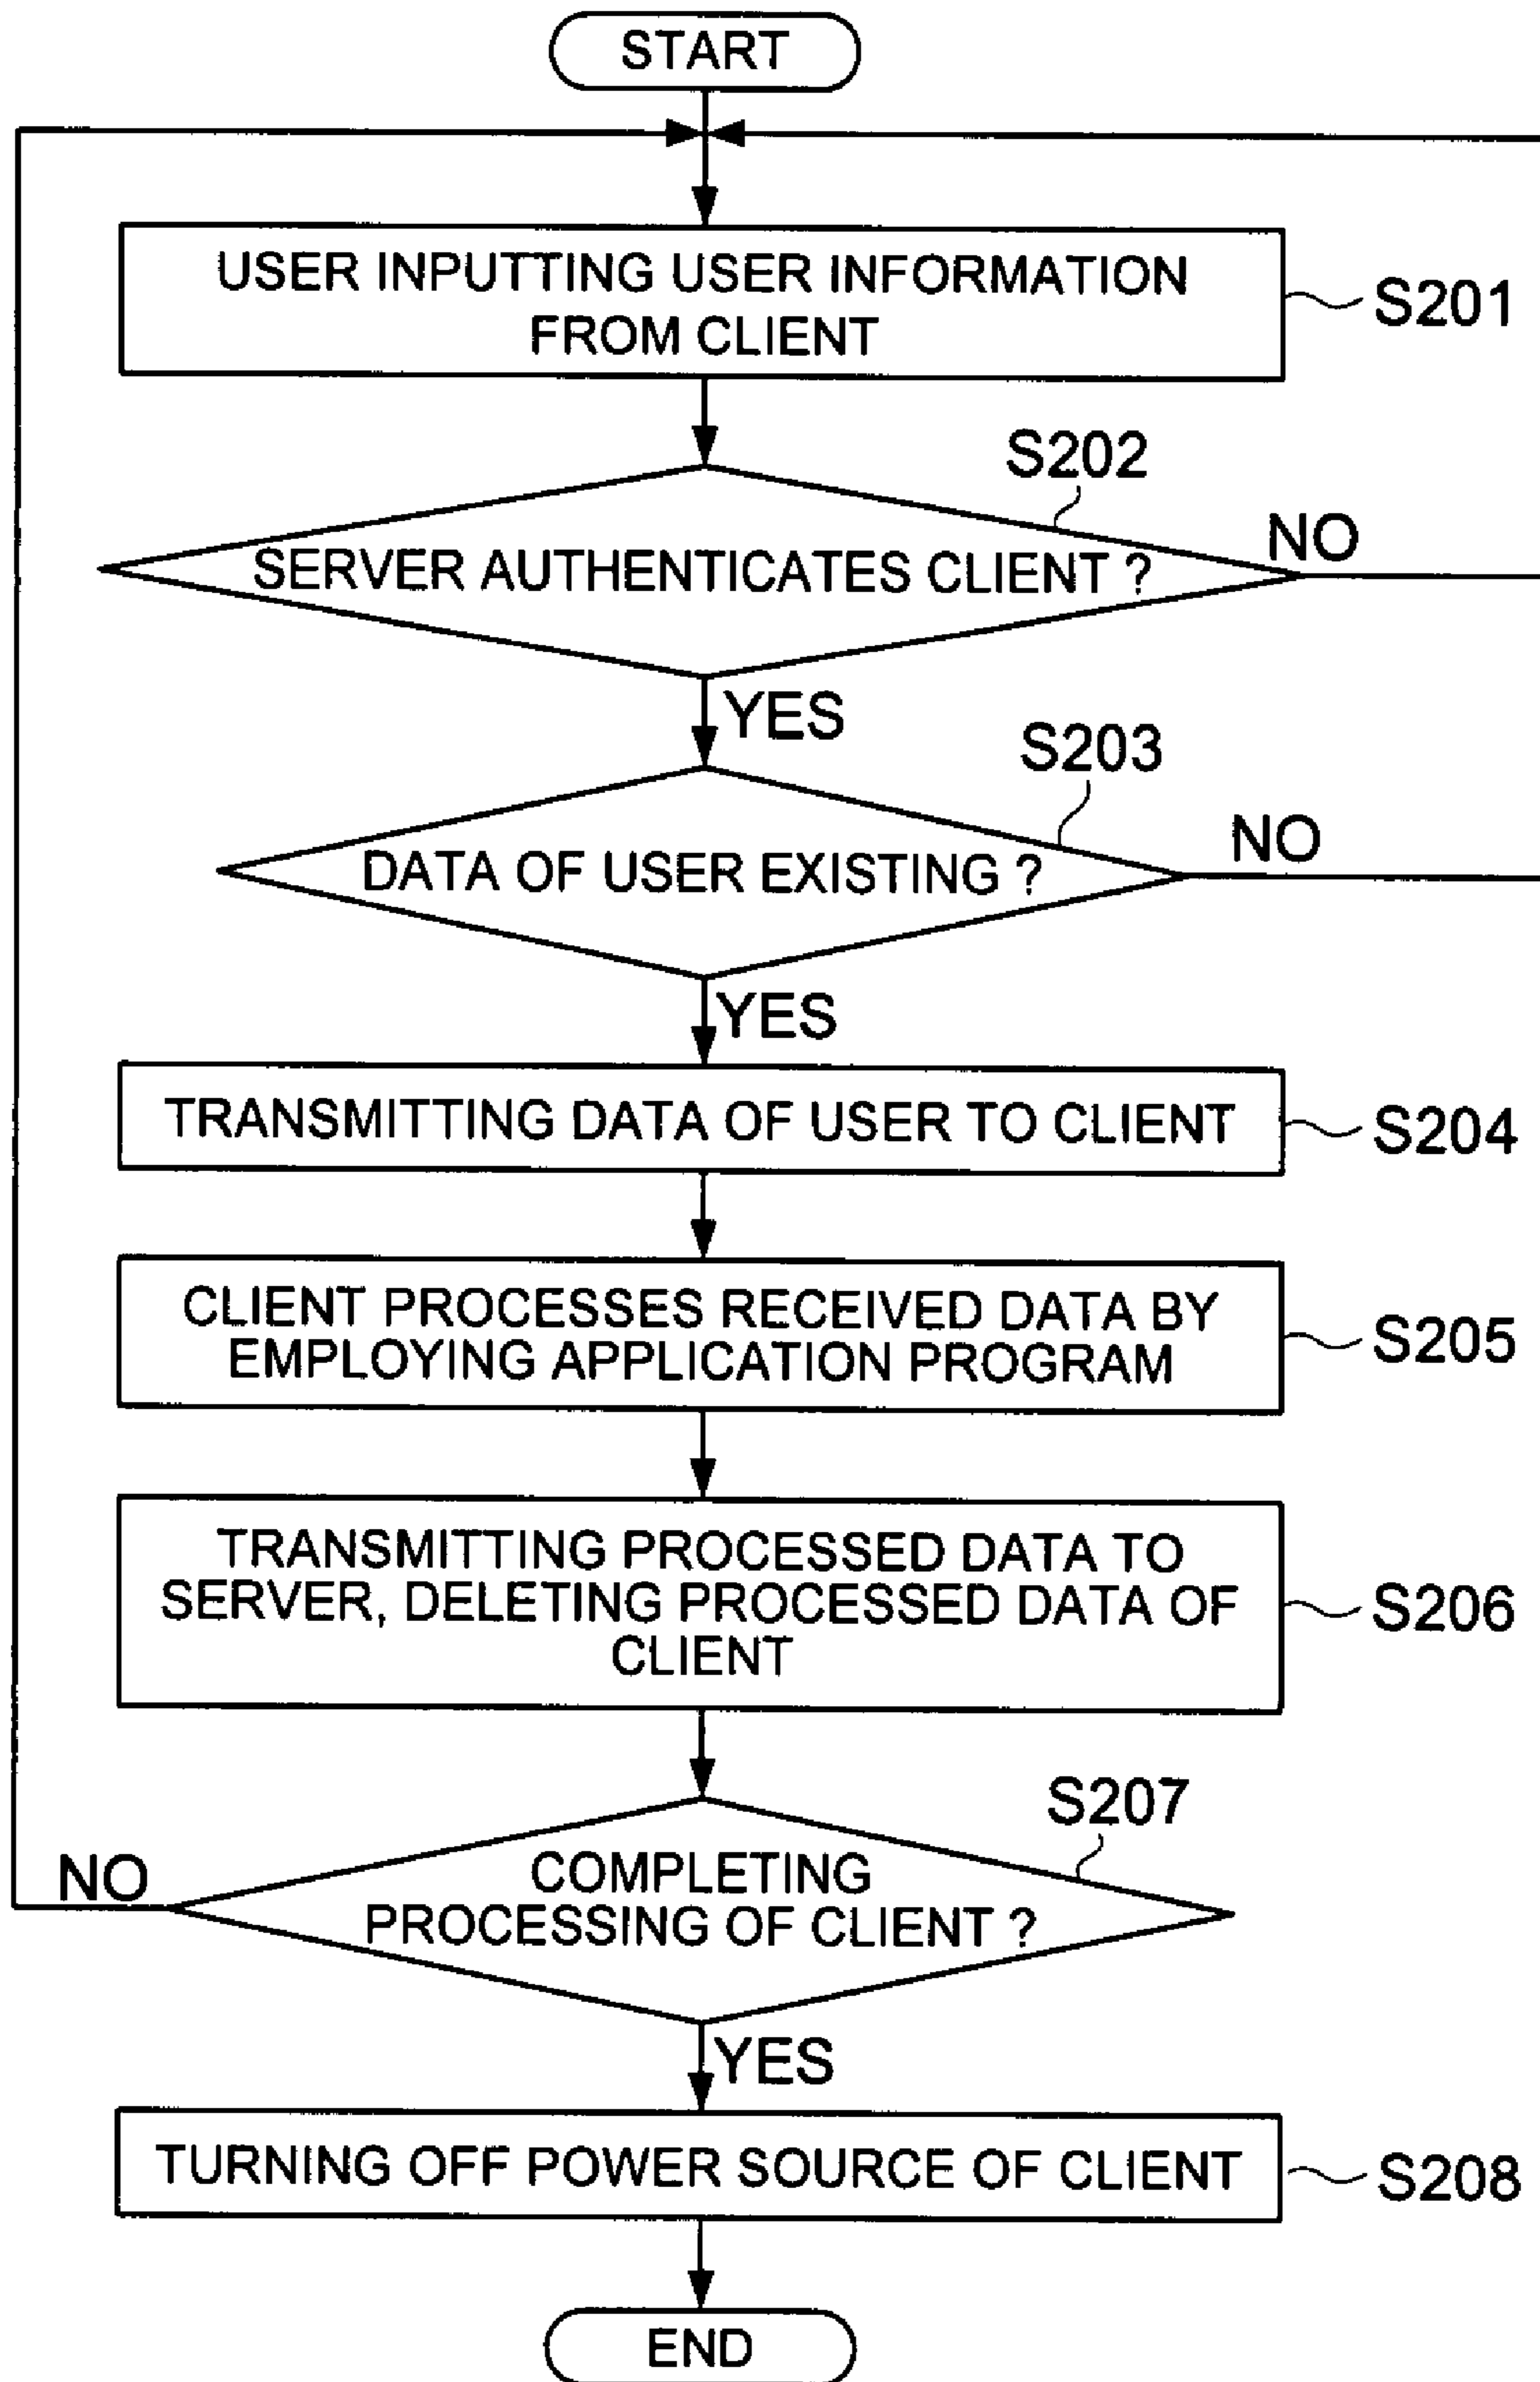 START
USER INPUTTING USER INFORMATION
FROM CLIENT
S201
S202
SERVER AUTHENTICATES CLIENT ?
NO
YES
S203
DATA OF USER EXISTING ?
NO
YES
TRANSMITTING DATA OF USER TO CLIENT
S204
CLIENT PROCESSES RECEIVED DATA BY
EMPLOYING APPLICATION PROGRAM
S205
TRANSMITTING PROCESSED DATA TO
SERVER, DELETING PROCESSED DATA OF
CLIENT
S206
S207
COMPLETING
PROCESSING OF CLIENT ?
NO
YES
TURNING OFF POWER SOURCE OF CLIENT
S208
END